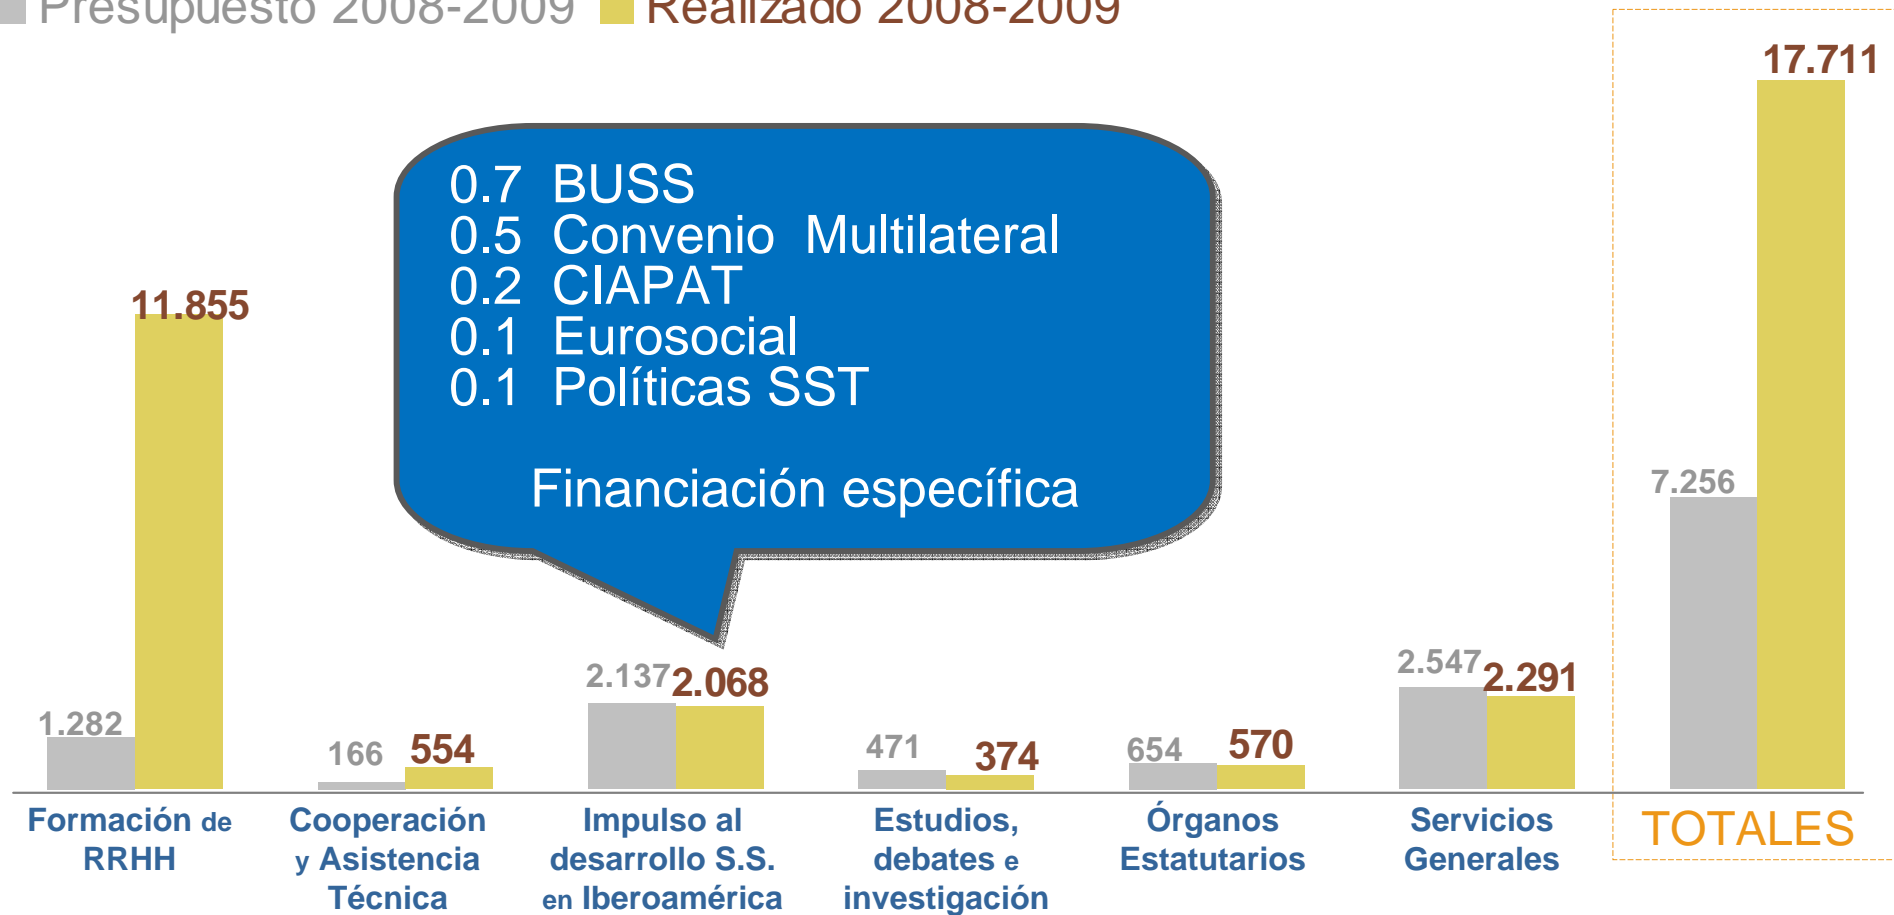 Presupuesto 2008-2009 Realizado 2008-2009
17.711
0.7 BUSS
0.5 Convenio Multilateral
0.2 CIAPAT
0.1 Eurosocial
0.1 Políticas SST
Financiación específica
11.855
7.256
1.282
166 554
2.137 2.068
471 374
654 570
2.547 2.291
Formación de
RRHH
Cooperación
y Asistencia
Técnica
Impulso al
desarrollo S.S.
en Iberoamérica
Estudios,
debates e
investigación
Órganos
Estatutarios
Servicios
Generales
TOTALES